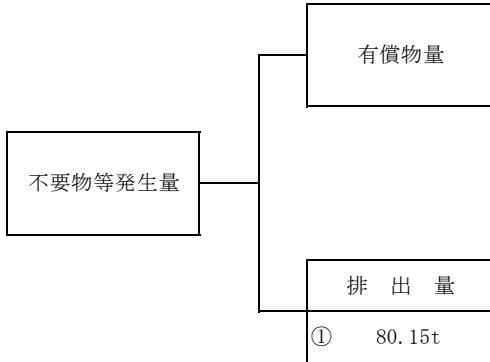 有償物量
不要物等発生量
排 出 量
① 80.15t